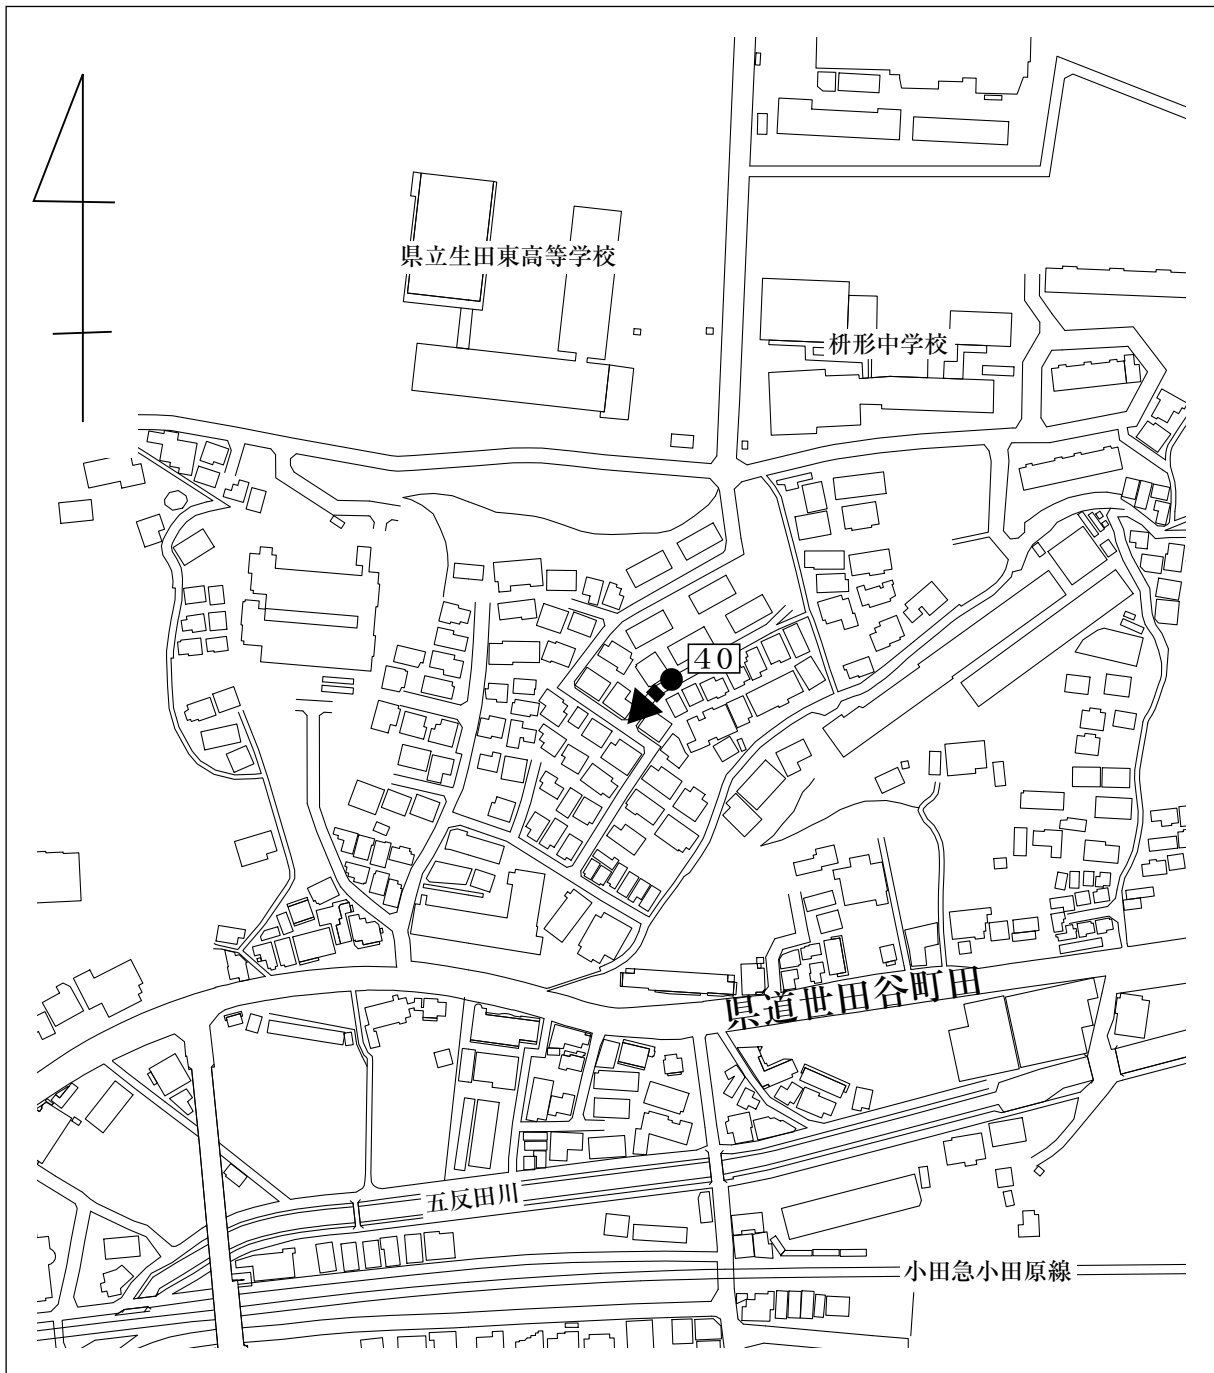 県立生田東高等学校
枡形中学校
４０
県道世田谷町田
五反田川
小田急小田原線